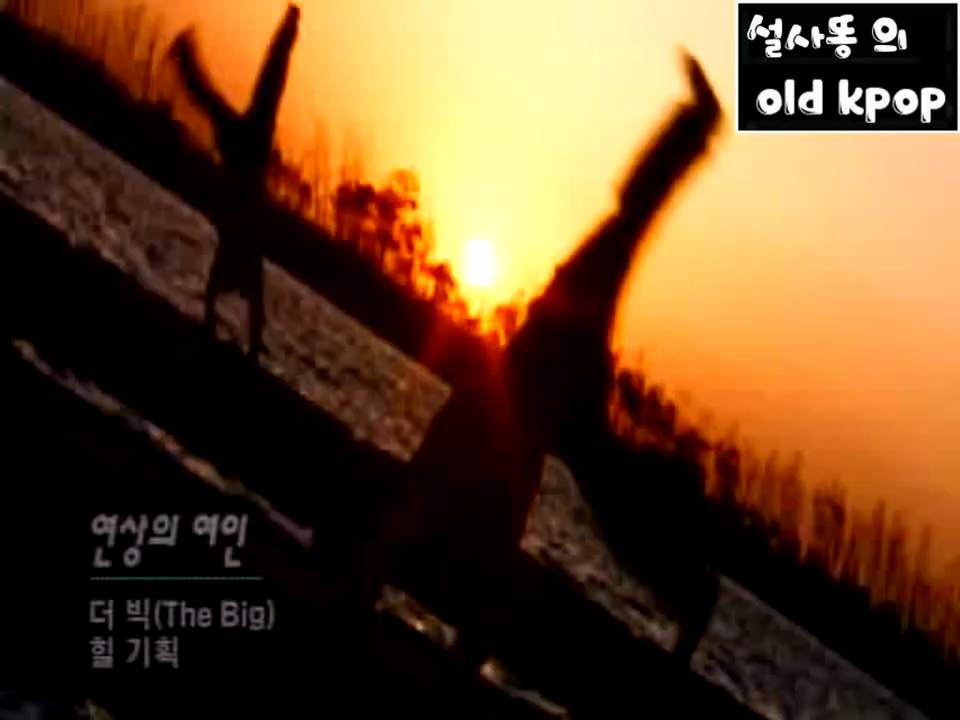 설사똥 의
old kpop
연상의 여인
더 빅(The Big)
힐 기획